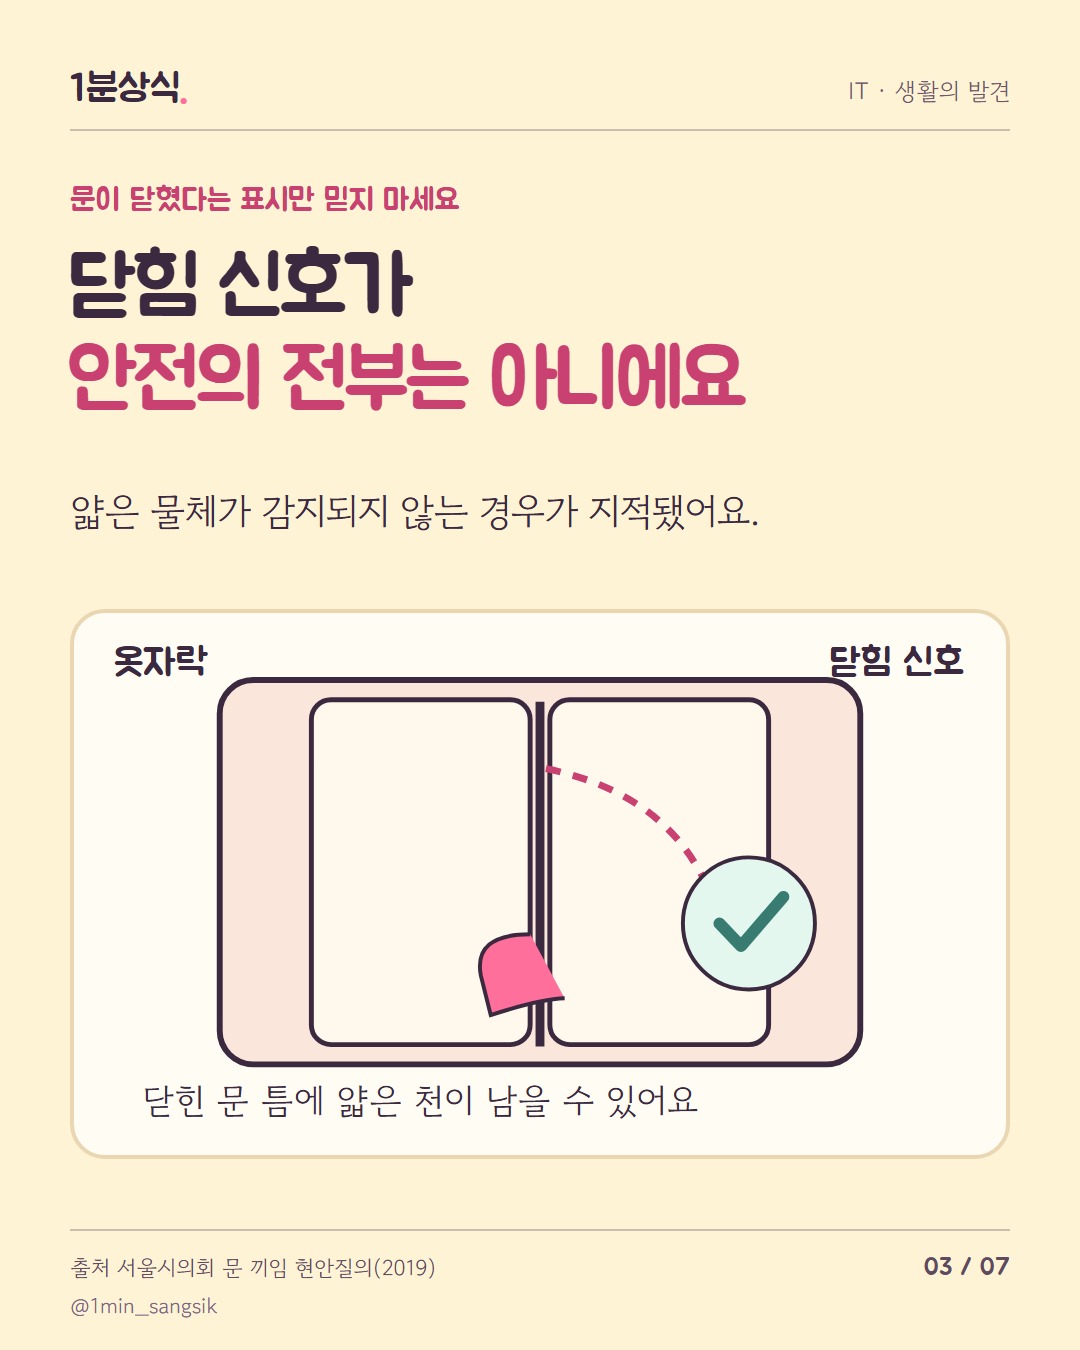 1분상식.
IT · 생활의 발견
문이 닫혔다는 표시만 믿지 마세요
닫힘 신호가
안전의 전부는 아니에요
얇은 물체가 감지되지 않는 경우가 지적됐어요.
옷자락
닫힘 신호
닫힌 문 틈에 얇은 천이 남을 수 있어요
출처 서울시의회 문 끼임 현안질의(2019)
03 / 07
@1min_sangsik